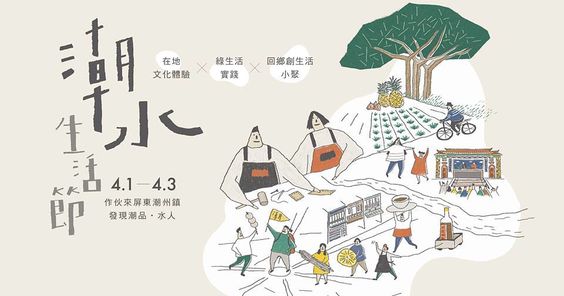 潮水
生活節
在地
文化體驗
×
綠生活
實踐
×
回鄉創生活
小聚
4.1—4.3
作伙來屏東潮州鎮
發現潮品・水人